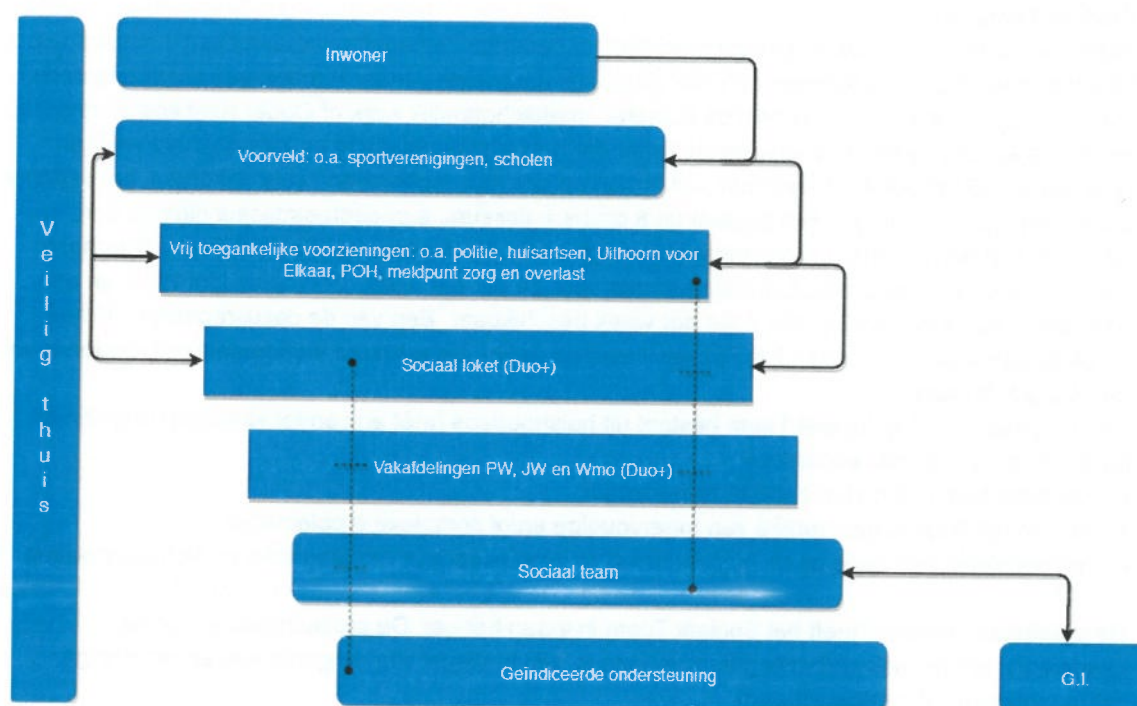 Veilig thuis
Inwoner
Voorveld: o.a. sportverenigingen, scholen
Vrij toegankelijke voorzieningen: o.a. politie, huisartsen, Uithoorn voor
Elkaar, POH, meldpunt zorg en overlast
Sociaal loket (Duo+)
Vakafdelingen PW, JW en Wmo (Duo+)
Sociaal team
Geïndiceerde ondersteuning
G.I.